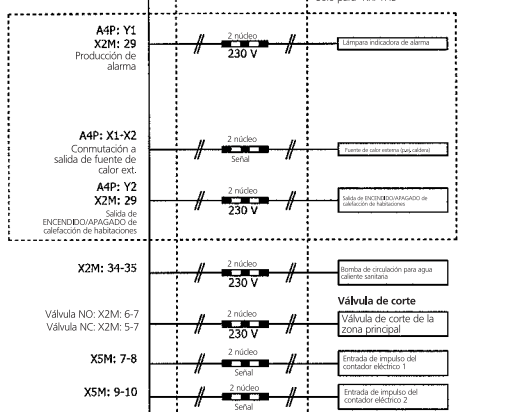 A4P: Y1
X2M: 29
Producción de
alarma
2 núcleo
230 V
Lámpara indicadora de alarma
A4P: X1-X2
Conmutación a
salida de fuente de
calor ext.
2 núcleo
Señal
Fuente de calor externa (p.ej. caldera)
A4P: Y2
X2M: 29
Salida de
ENCENDIDO/APAGADO de
calefacción de habitaciones
2 núcleo
230 V
Salida de ENCENDIDO/APAGADO de
calefacción de habitaciones
X2M: 34-35
2 núcleo
230 V
Bomba de circulación para agua
caliente sanitaria
Válvula de corte
Válvula NO: X2M: 6-7
Válvula NC: X2M: 5-7
2 núcleo
230 V
Válvula de corte de la
zona principal
X5M: 7-8
2 núcleo
Señal
Entrada de impulso del
contador eléctrico 1
X5M: 9-10
2 núcleo
Señal
Entrada de impulso del
contador eléctrico 2